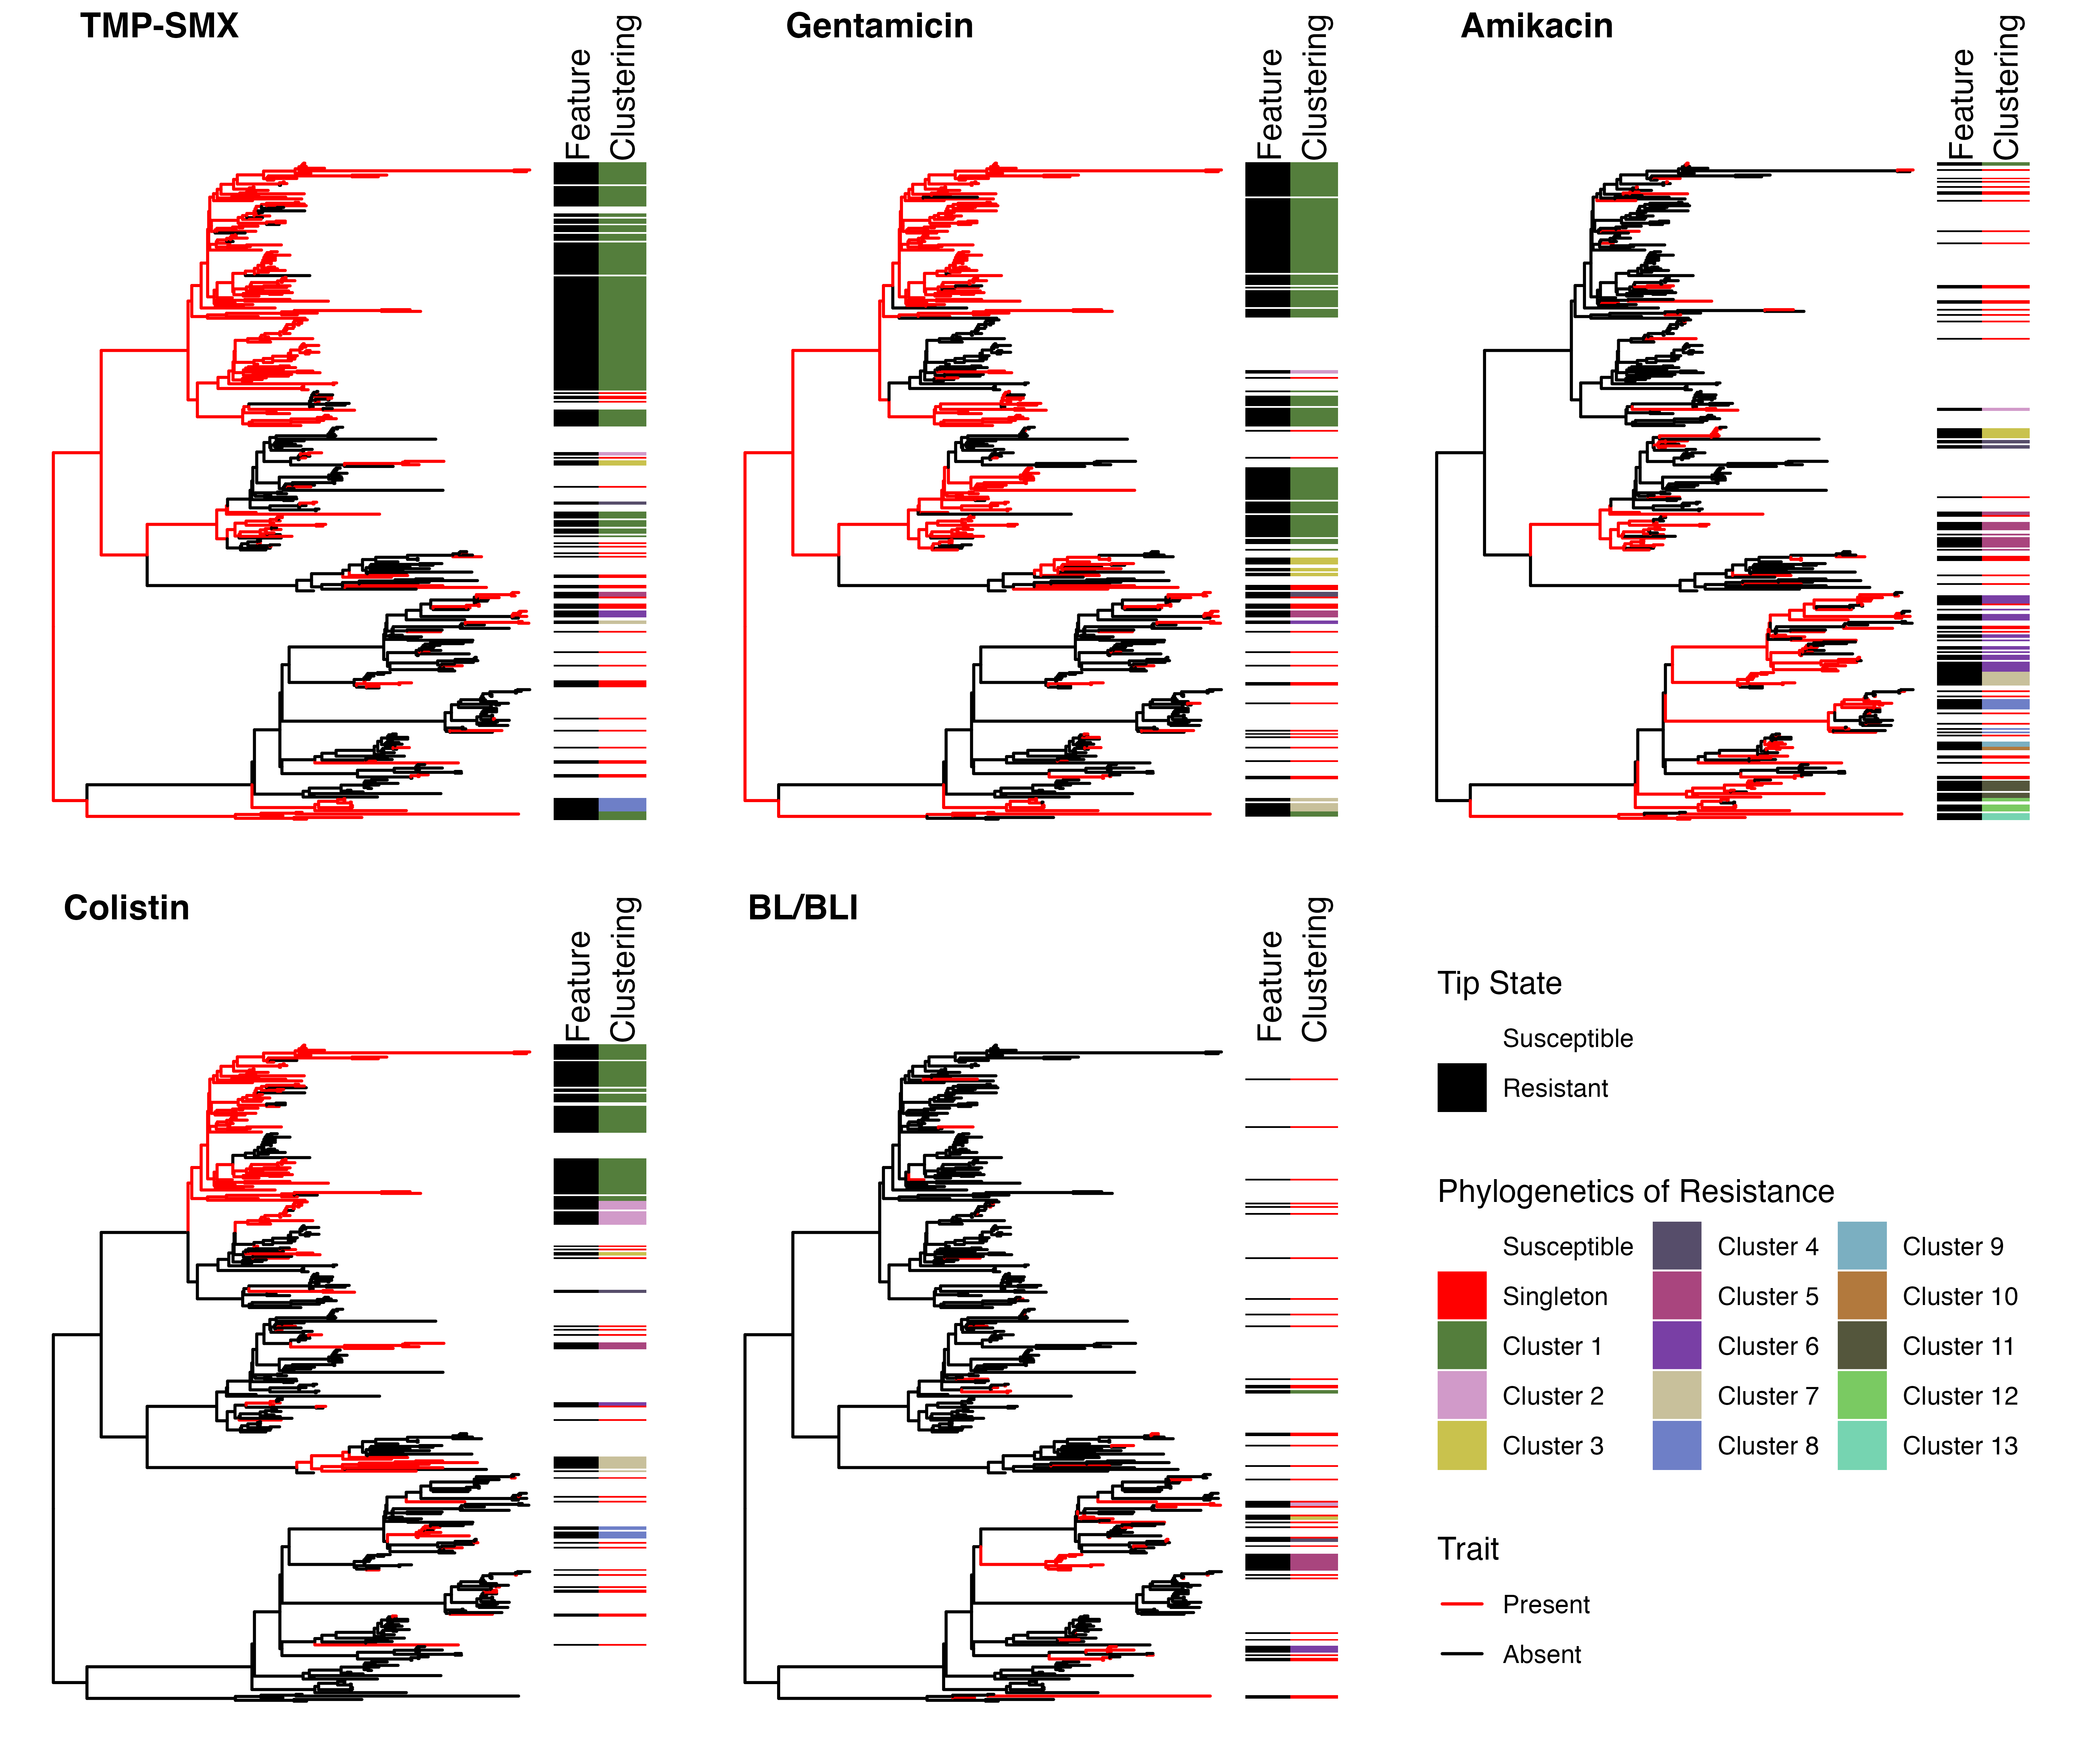 TMP-SMX
Feature
Clustering
Gentamicin
Feature
Clustering
Amikacin
Feature
Clustering
Colistin
Feature
Clustering
BL/BLI
Feature
Clustering
Tip State
Susceptible
Resistant
Phylogenetics of Resistance
Susceptible
Singleton
Cluster 1
Cluster 2
Cluster 3
Cluster 4
Cluster 5
Cluster 6
Cluster 7
Cluster 8
Cluster 9
Cluster 10
Cluster 11
Cluster 12
Cluster 13
Trait
Present
Absent